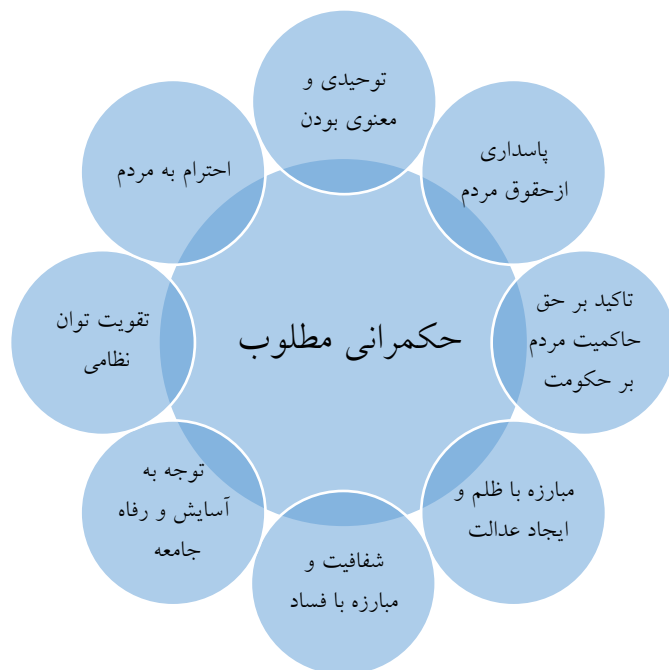 توحیدی و
معنوی بودن
پاسداری
ازحقوق مردم
تاکید بر حق
حاکمیت مردم
بر حکومت
مبارزه با ظلم و
ایجاد عدالت
شفافیت و
مبارزه با فساد
توجه به
آسایش و رفاه
جامعه
تقویت توان
نظامی
احترام به مردم
حکمرانی مطلوب